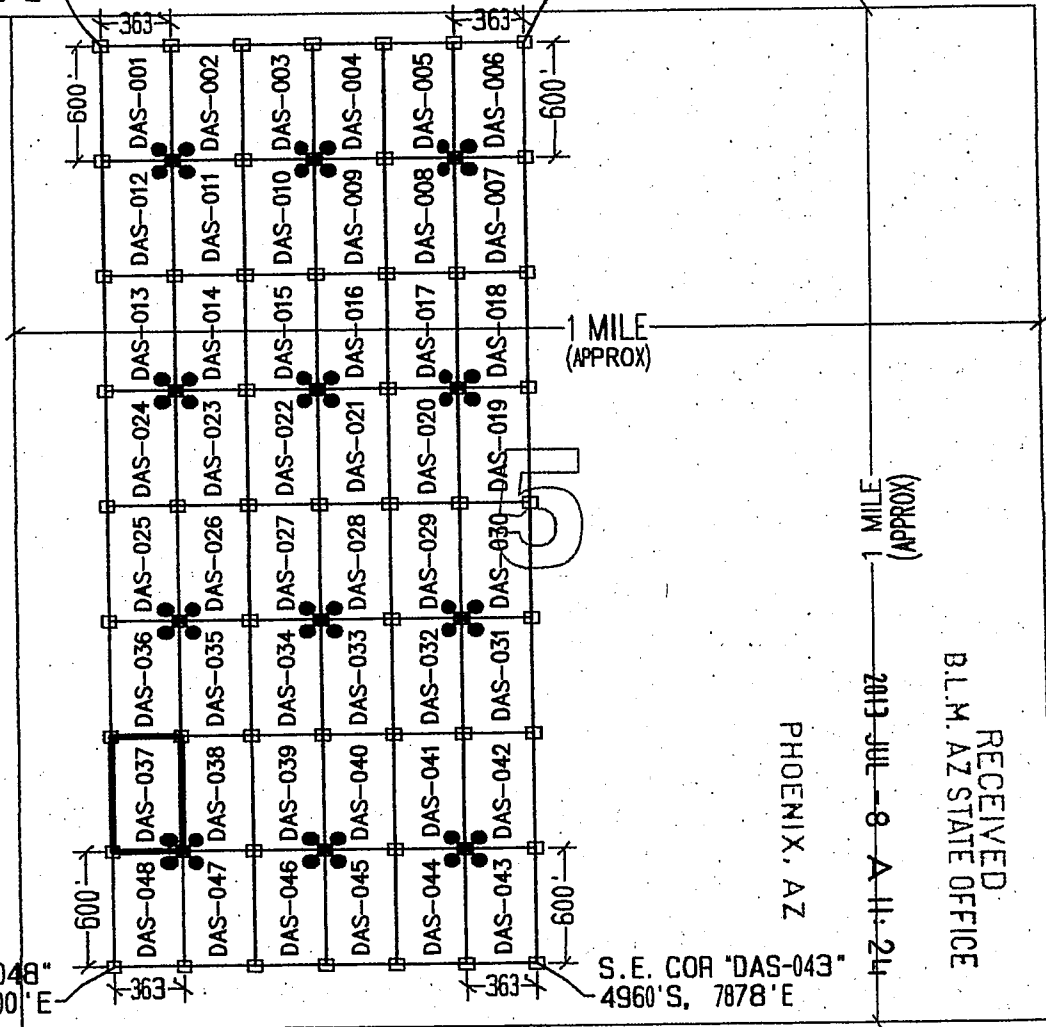 363'
363'
600'
600'
DAS-001
DAS-002
DAS-003
DAS-004
DAS-005
DAS-006
DAS-012
DAS-011
DAS-010
DAS-009
DAS-008
DAS-007
DAS-013
DAS-014
DAS-015
DAS-016
DAS-017
DAS-018
1 MILE
(APPROX)
DAS-024
DAS-023
DAS-022
DAS-021
DAS-020
DAS-019
5
1 MILE
(APPROX)
DAS-025
DAS-026
DAS-027
DAS-028
DAS-029
DAS-030
DAS-036
DAS-035
DAS-034
DAS-033
DAS-032
DAS-031
DAS-037
DAS-038
DAS-039
DAS-040
DAS-041
DAS-042
DAS-048
DAS-047
DAS-046
DAS-045
DAS-044
DAS-043
600'
600'
RECEIVED
B.L.M. AZ STATE OFFICE
2013 JUL -8 A 11: 24
PHOENIX, AZ
048"
00'E
363'
363'
S.E. COR "DAS-043"
4960'S, 7878'E